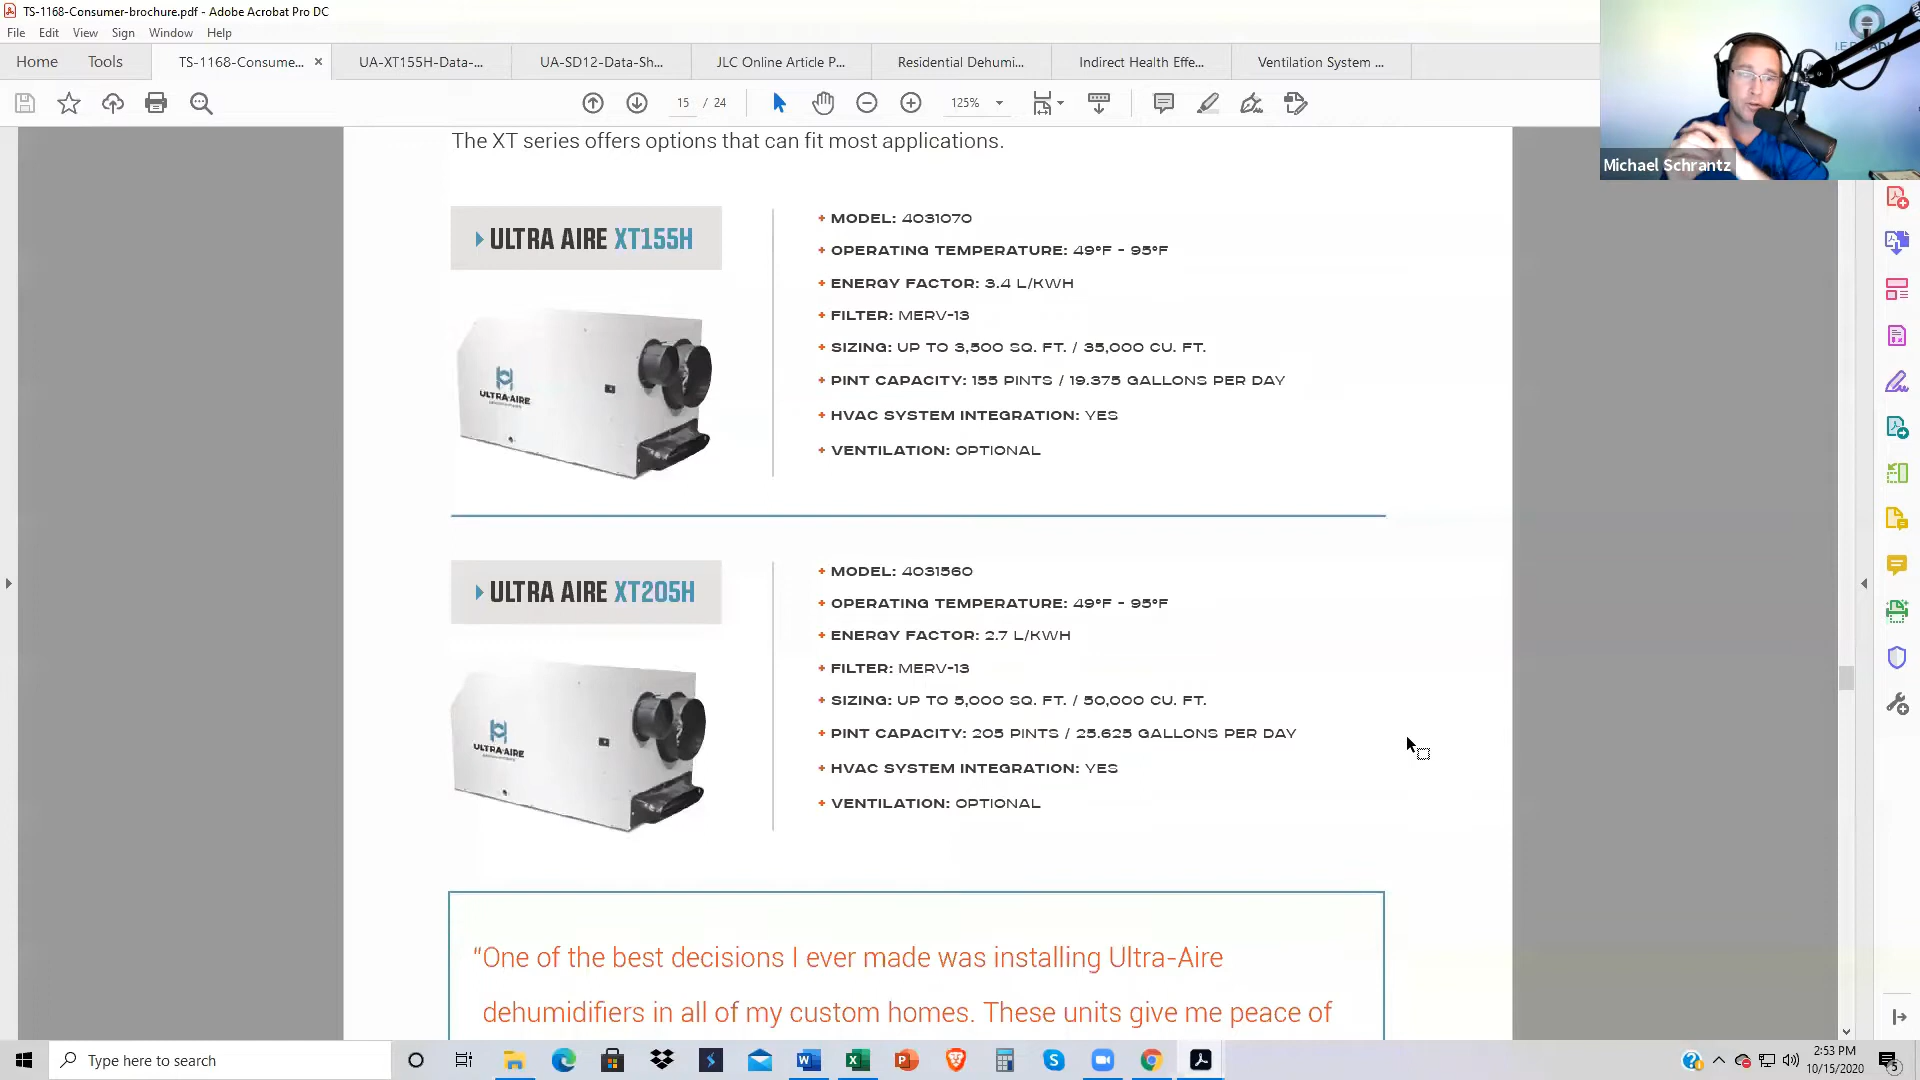 TS-1168-Consumer-brochure.pdf - Adobe Acrobat Pro DC
File Edit View Sign Window Help
Home Tools TS-1168-Consume... × UA-XT155H-Data-... UA-SD12-Data-Sh... JLC Online Article P... Residential Dehumi... Indirect Health Effe... Ventilation System ...
15 / 24 125%
Michael Schrantz
The XT series offers options that can fit most applications.
ULTRA AIRE XT155H
+ MODEL: 4031070
+ OPERATING TEMPERATURE: 49°F - 95°F
+ ENERGY FACTOR: 3.4 L/KWH
+ FILTER: MERV-13
+ SIZING: UP TO 3,500 SQ. FT. / 35,000 CU. FT.
+ PINT CAPACITY: 155 PINTS / 19.375 GALLONS PER DAY
+ HVAC SYSTEM INTEGRATION: YES
+ VENTILATION: OPTIONAL
ULTRA-AIRE
ULTRA AIRE XT205H
+ MODEL: 4031560
+ OPERATING TEMPERATURE: 49°F - 95°F
+ ENERGY FACTOR: 2.7 L/KWH
+ FILTER: MERV-13
+ SIZING: UP TO 5,000 SQ. FT. / 50,000 CU. FT.
+ PINT CAPACITY: 205 PINTS / 25.625 GALLONS PER DAY
+ HVAC SYSTEM INTEGRATION: YES
+ VENTILATION: OPTIONAL
ULTRA-AIRE
“One of the best decisions I ever made was installing Ultra-Aire
dehumidifiers in all of my custom homes. These units give me peace of
Type here to search
2:53 PM
10/15/2020
5